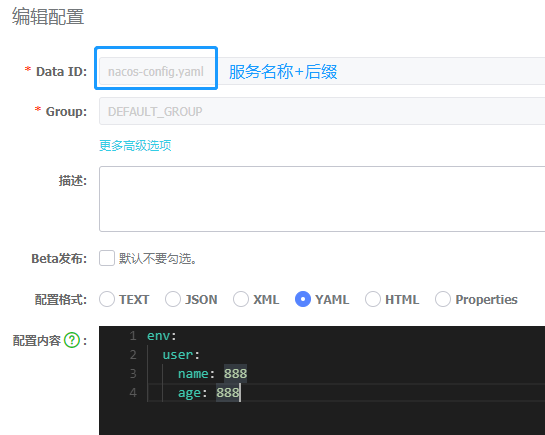 编辑配置
* Data ID: nacos-config.yaml 服务名称+后缀
* Group: DEFAULT_GROUP
更多高级选项
描述:
Beta发布: 默认不要勾选。
配置格式: TEXT JSON XML YAML HTML Properties
配置内容 ? :
1 env:
2 user:
3 name: 888
4 age: 888